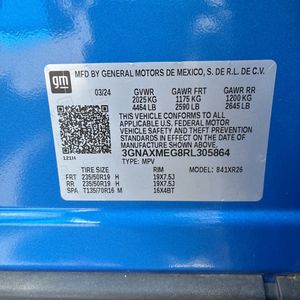 gm
MFD BY GENERAL MOTORS DE MEXICO, S. DE R.L. DE C.V.
03/24 GVWR GAWR FRT GAWR RR
2025 KG 1175 KG 1200 KG
4464 LB 2590 LB 2645 LB
THIS VEHICLE CONFORMS TO ALL APPLICABLE U.S. FEDERAL MOTOR VEHICLE SAFETY, BUMPER, AND THEFT PREVENTION STANDARDS IN EFFECT ON THE DATE OF MANUFACTURE SHOWN ABOVE.
3GNAXMEG8RL305864
121H TYPE: MPV
TIRE SIZE RIM MODEL: 841XR26
FRT 235/50R19 H 19X7.5J
RR 235/50R19 H 19X7.5J
SPA T135/70R16 M 16X4BT